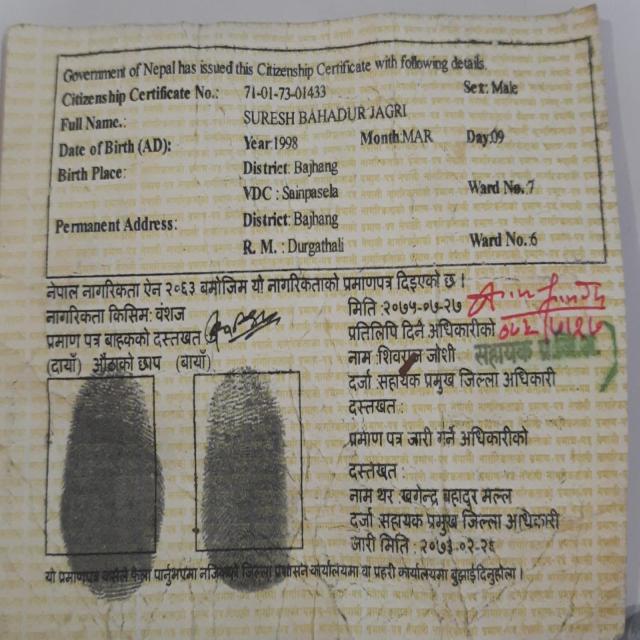 Government of Nepal has issued this Citizenship Certificate with following details.
Citizenship Certificate No.: 71-01-73-01433 Sex: Male
Full Name.: SURESH BAHADUR JAGRI
Date of Birth (AD): Year:1998 Month:MAR Day:09
Birth Place: District: Bajhang
VDC : Sainpasela Ward No.7
Permanent Address: District: Bajhang
R. M. : Durgathali Ward No.6
नेपाल नागरिकता ऐन २०६३ बमोजिम यो नागरिकताको प्रमाणपत्र दिइएको छ ।
नागरिकता किसिम: वंशज
प्रमाण पत्र बाहकको दस्तखत
(दायाँ) औंठाको छाप (बायाँ)
मिति :२०७५-०५-२७
प्रतिलिपि दिने अधिकारीको
नाम :शिवराज जोशी
दर्जा :सहायक प्रमुख जिल्ला अधिकारी
दस्तखत :
प्रमाण पत्र जारी गर्ने अधिकारीको
दस्तखत :
नाम थर :खगेन्द्र बहादुर मल्ल
दर्जा :सहायक प्रमुख जिल्ला अधिकारी
जारी मिति : २०७३-०२-२६
यो प्रमाणपत्र कसैले फेला पार्नुभएमा नजिकको जिल्ला प्रशासन कार्यालयमा वा प्रहरी कार्यालयमा बुझाई दिनुहोला ।